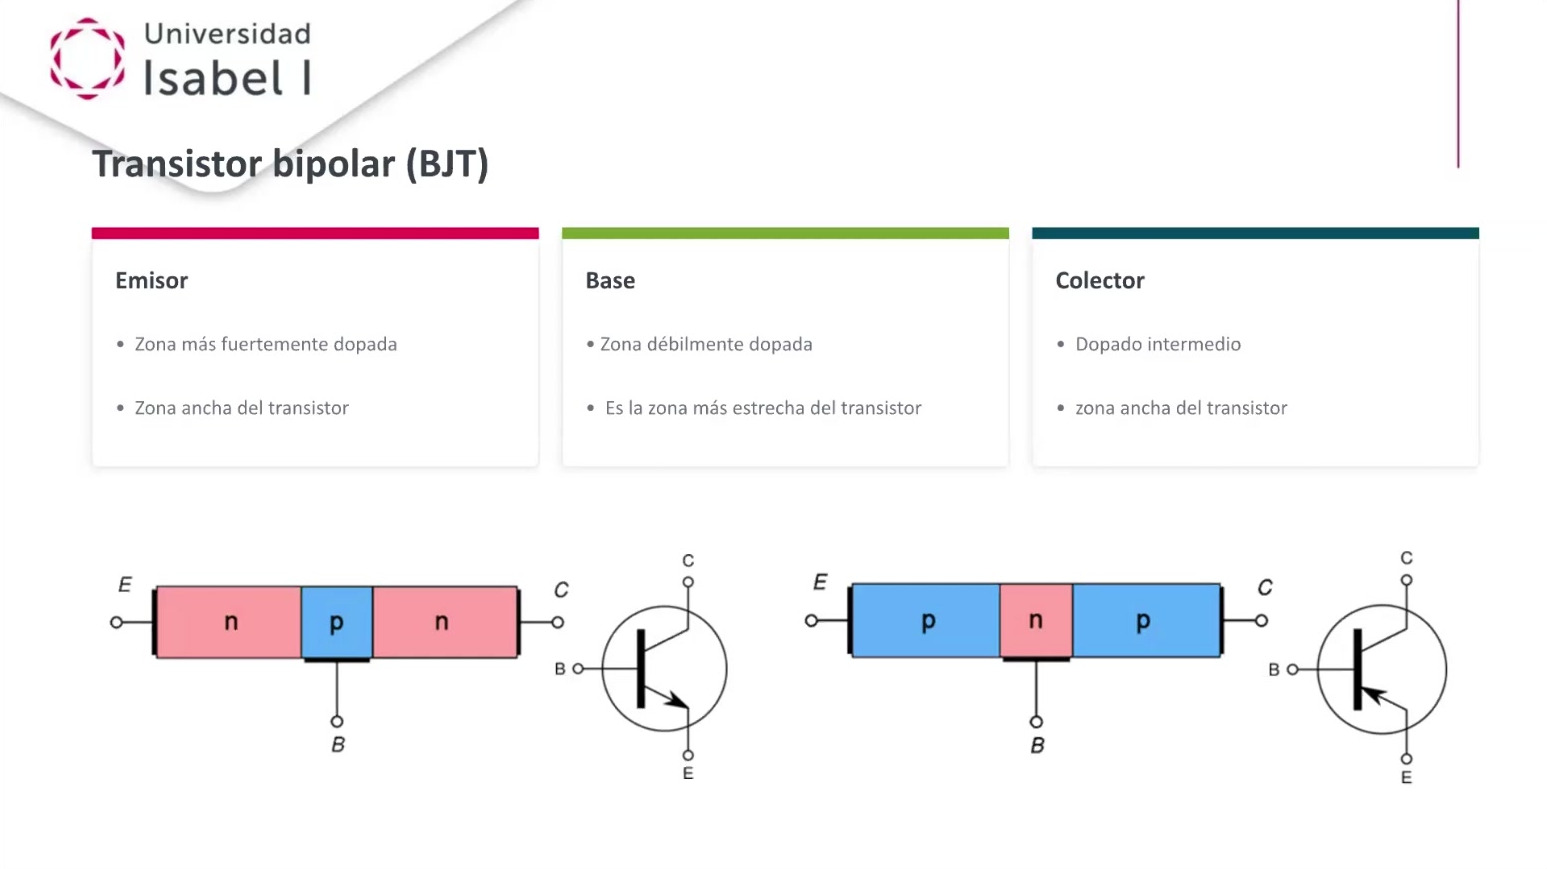 Universidad
Isabel I
Transistor bipolar (BJT)
Emisor
• Zona más fuertemente dopada
• Zona ancha del transistor
Base
• Zona débilmente dopada
• Es la zona más estrecha del transistor
Colector
• Dopado intermedio
• zona ancha del transistor
E
n
p
n
C
B
C
B
E
E
p
n
p
C
B
C
B
E